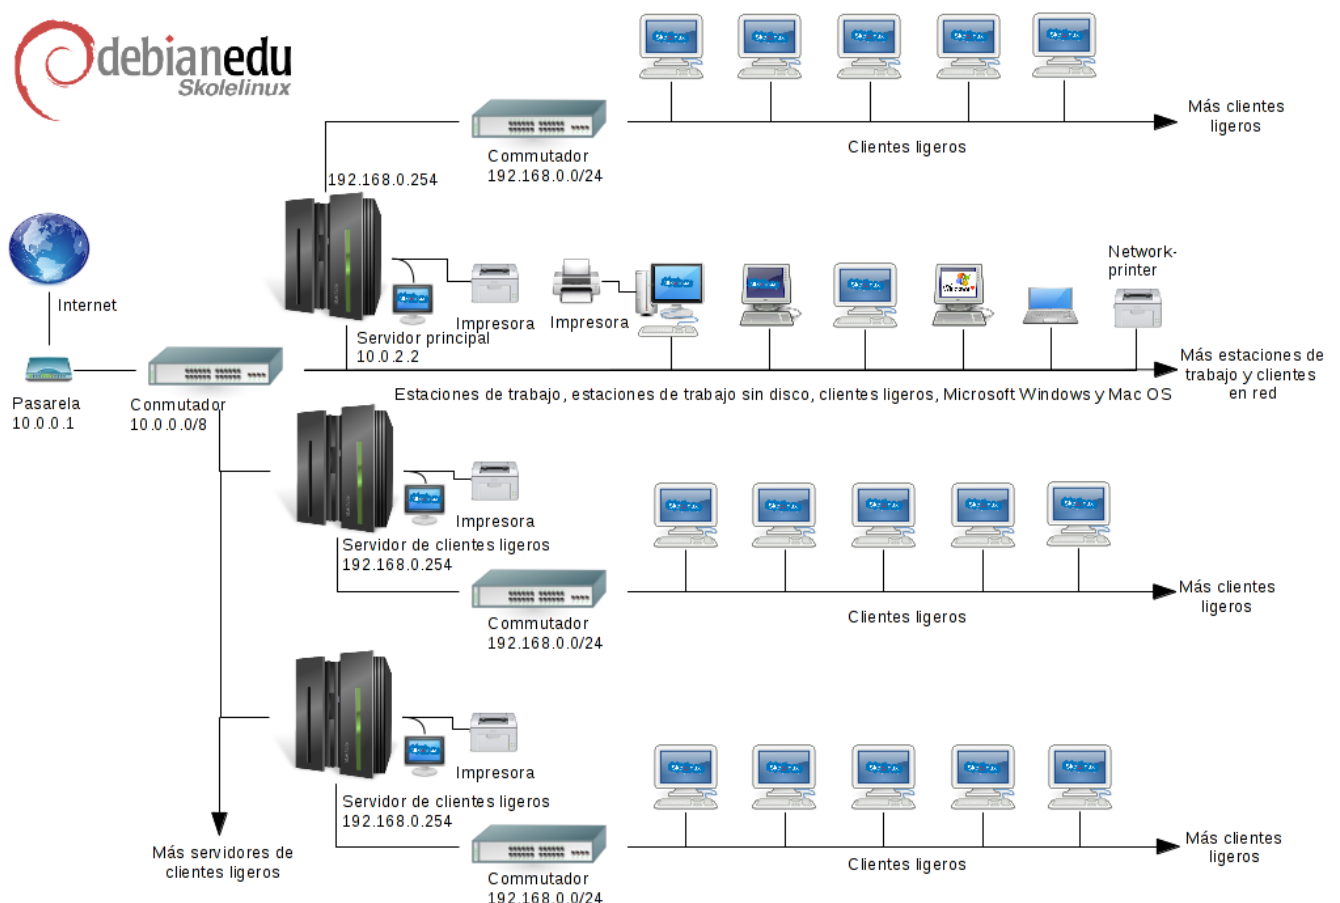 debianedu
Skolelinux
Más clientes
ligeros
Clientes ligeros
Commutador
192.168.0.0/24
192.168.0.254
Internet
Network-
printer
Impresora
Impresora
Servidor principal
10.0.2.2
Más estaciones de
trabajo y clientes
en red
Estaciones de trabajo, estaciones de trabajo sin disco, clientes ligeros, Microsoft Windows y Mac OS
Pasarela
10.0.0.1
Conmutador
10.0.0.0/8
Impresora
Servidor de clientes ligeros
192.168.0.254
Más clientes
ligeros
Clientes ligeros
Commutador
192.168.0.0/24
Impresora
Servidor de clientes ligeros
192.168.0.254
Más clientes
ligeros
Clientes ligeros
Más servidores de
clientes ligeros
Commutador
192.168.0.0/24